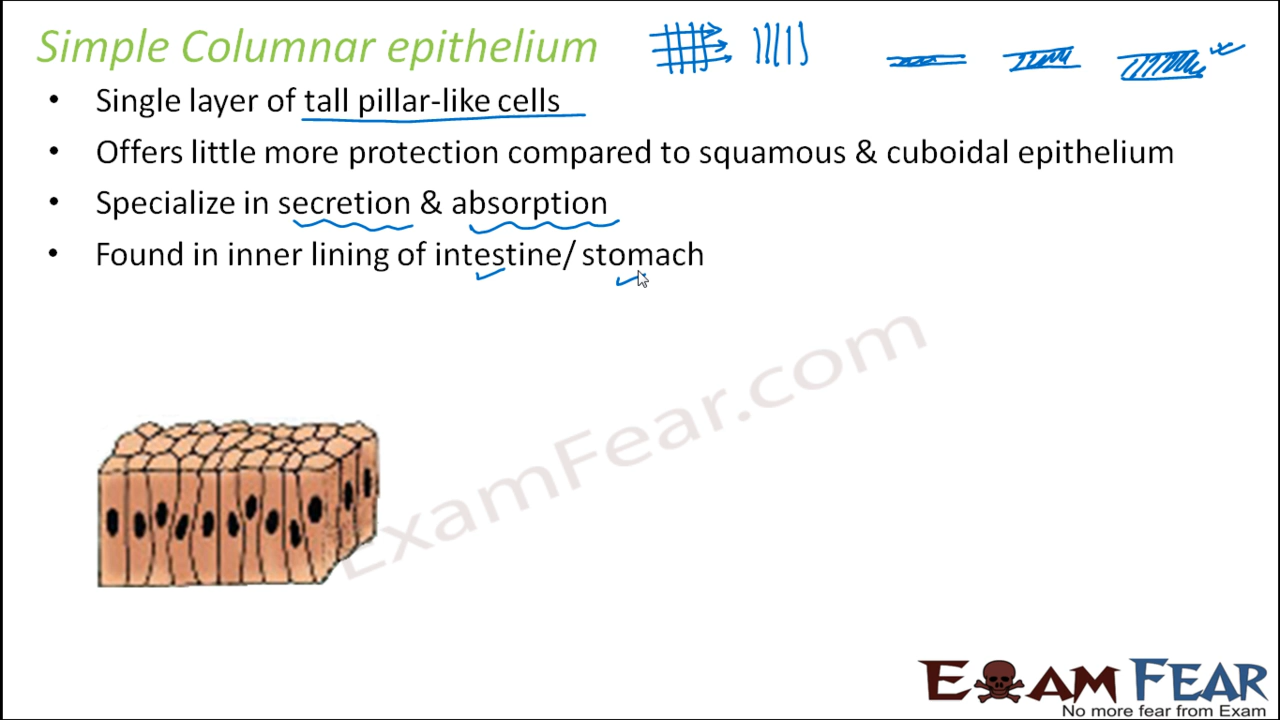 Simple Columnar epithelium
• Single layer of tall pillar-like cells
• Offers little more protection compared to squamous & cuboidal epithelium
• Specialize in secretion & absorption
• Found in inner lining of intestine/ stomach
ExamFear.com
EXAM FEAR
No more fear from Exam